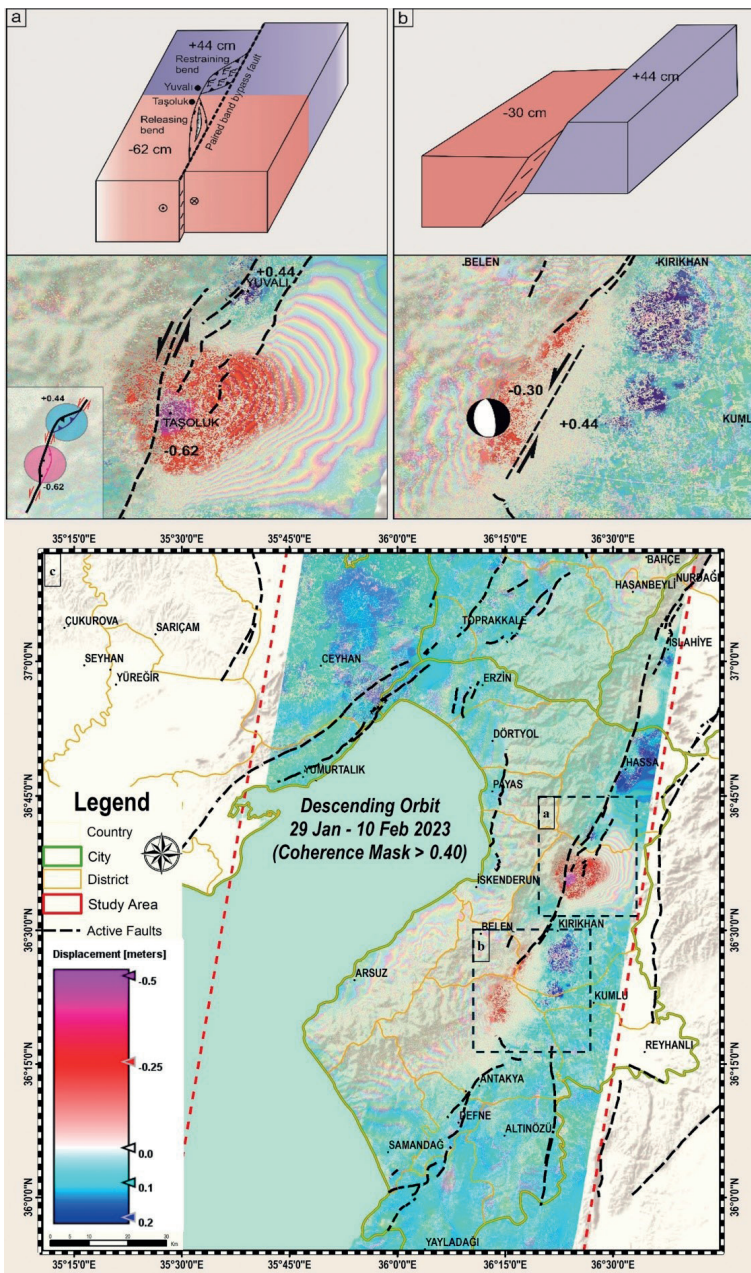 a
+44 cm
Restraining
bend
Yuvalı
Taşoluk
Releasing
bend
-62 cm
Paired band bypass fault
+0.44
YUVALI
TAŞOLUK
-0.62
+0.44
-0.62
b
+44 cm
-30 cm
BELEN
KIRIKHAN
-0.30
+0.44
KUML
35°15'0"E
35°30'0"E
35°45'0"E
36°0'0"E
36°15'0"E
36°30'0"E
c
BAHÇE
HASANBEYLİ
NURDAĞI
ÇUKUROVA
SARIÇAM
TOPRAKKALE
İSLAHİYE
37°0'0"N
SEYHAN
CEYHAN
37°0'0"N
YÜREĞİR
ERZİN
DÖRTYOL
YUMURTALIK
HASSA
36°45'0"N
PAYAS
36°45'0"N
Legend
Country
City
District
Study Area
Active Faults
Descending Orbit
29 Jan - 10 Feb 2023
(Coherence Mask > 0.40)
a
İSKENDERUN
36°30'0"N
BELEN
KIRIKHAN
36°30'0"N
b
Displacement [meters]
-0.5
-0.25
0.0
0.1
0.2
ARSUZ
KUMLU
REYHANLI
36°15'0"N
36°15'0"N
ANTAKYA
DEFNE
ALTINÖZÜ
SAMANDAĞ
36°0'0"N
36°0'0"N
YAYLADAĞI
0
10
20
30
Km
35°15'0"E
35°30'0"E
35°45'0"E
36°0'0"E
36°15'0"E
36°30'0"E